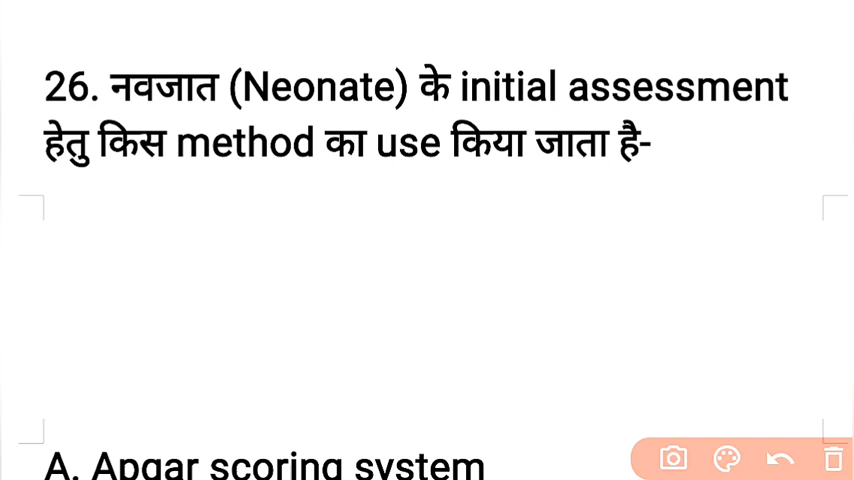 26. नवजात (Neonate) के initial assessment
हेतु किस method का use किया जाता है-
A. Apgar scoring system